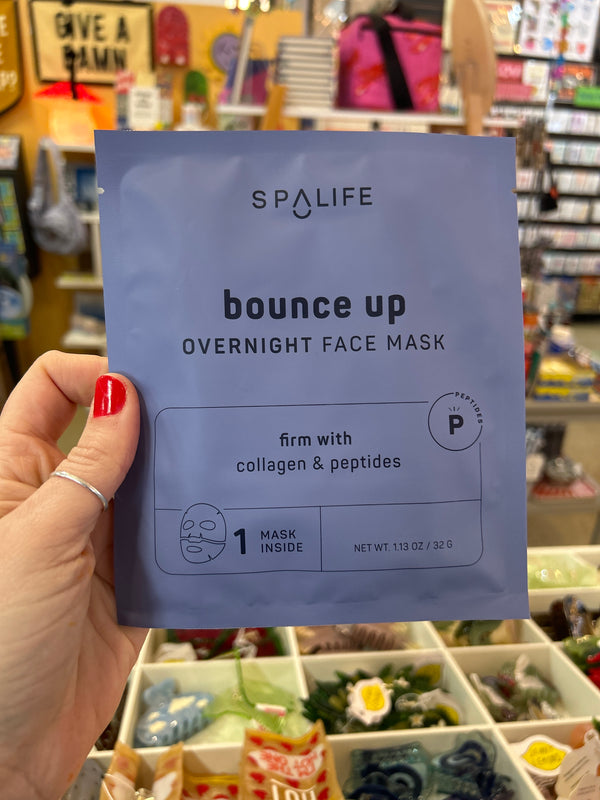 GIVE A
DAMN
SPALIFE
bounce up
OVERNIGHT FACE MASK
PEPTIDES
P
firm with
collagen & peptides
1 MASK
INSIDE
NET WT. 1.13 OZ / 32 G